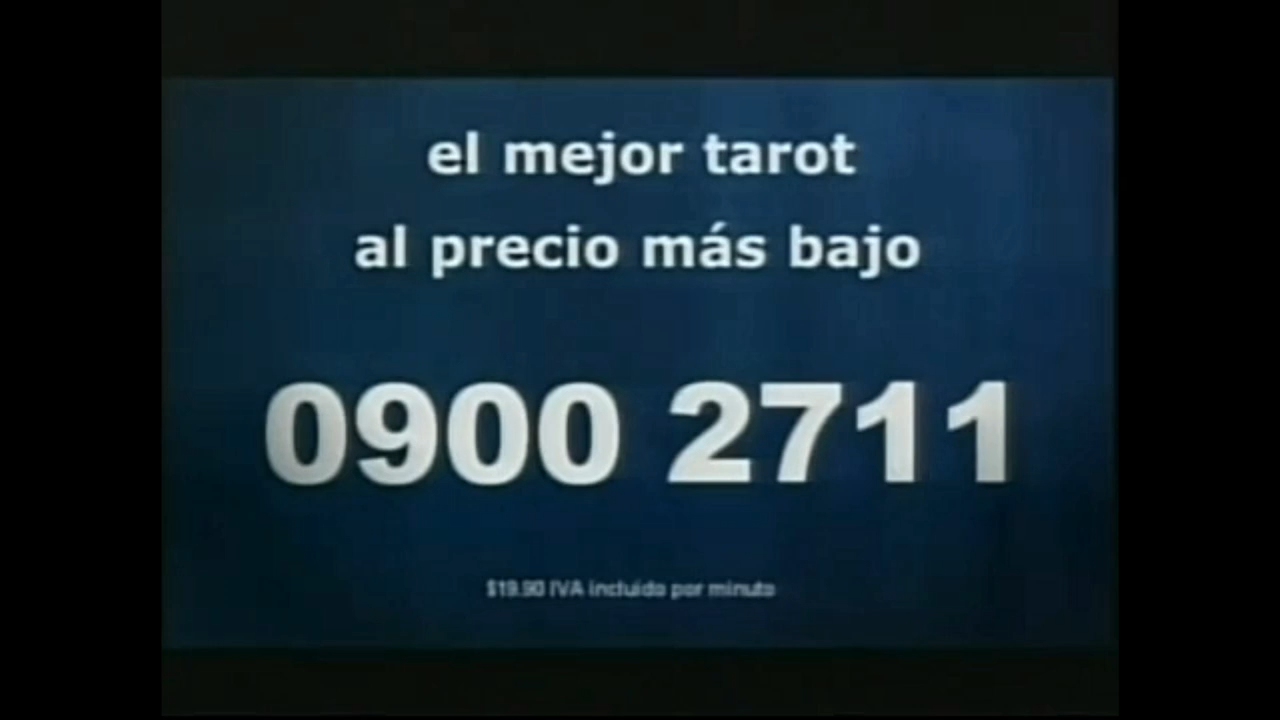 el mejor tarot
al precio más bajo
0900 2711
$19.90 IVA incluido por minuto